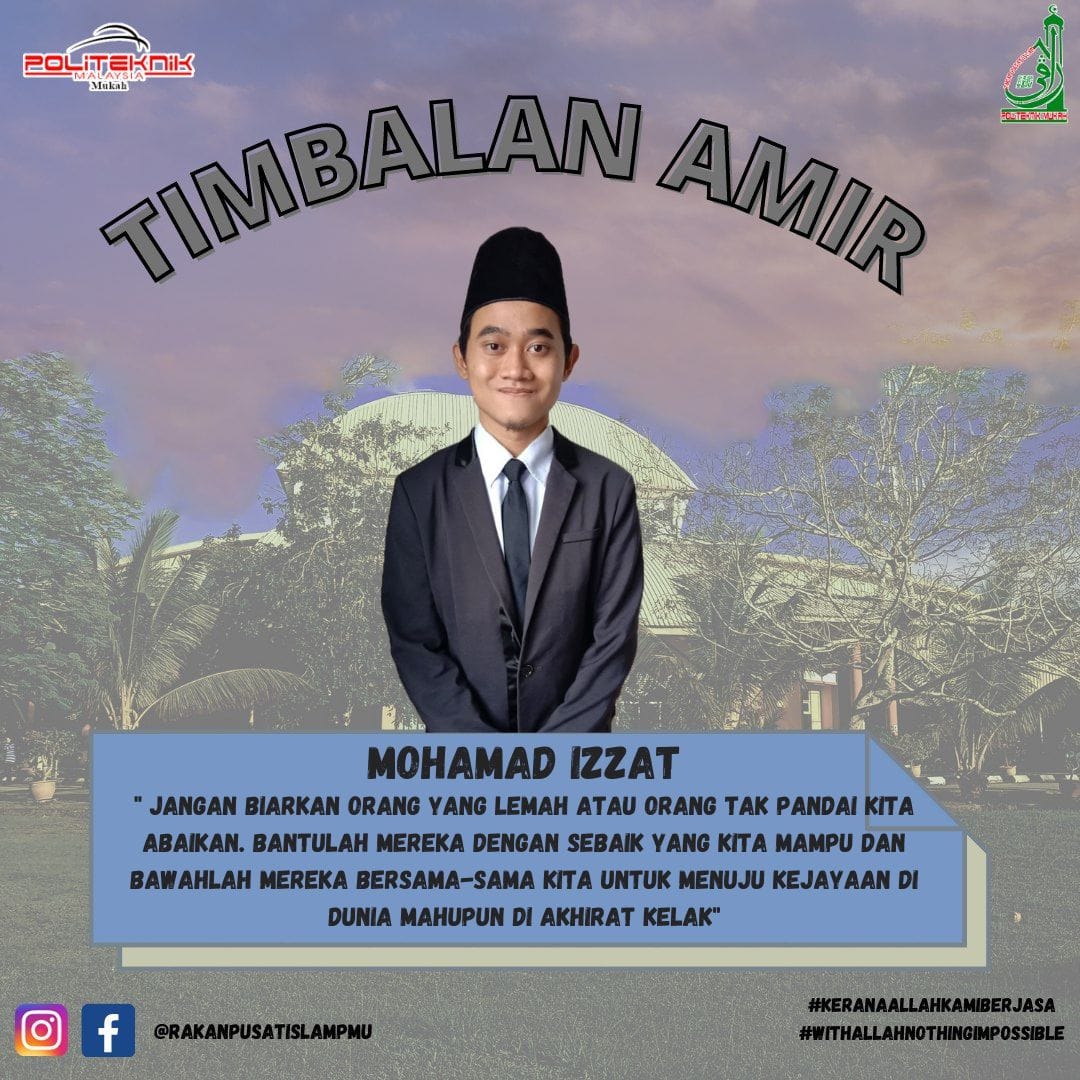 POLITEKNIK
MALAYSIA
Mukah
POLITEKNIK MUKAH
TIMBALAN AMIR
MOHAMAD IZZAT
" JANGAN BIARKAN ORANG YANG LEMAH ATAU ORANG TAK PANDAI KITA
ABAIKAN. BANTULAH MEREKA DENGAN SEBAIK YANG KITA MAMPU DAN
BAWAHLAH MEREKA BERSAMA-SAMA KITA UNTUK MENUJU KEJAYAAN DI
DUNIA MAHUPUN DI AKHIRAT KELAK"
@RAKANPUSATISLAMPMU
#KERANAALLAHKAMIBERJASA
#WITHALLAHNOTHINGIMPOSSIBLE